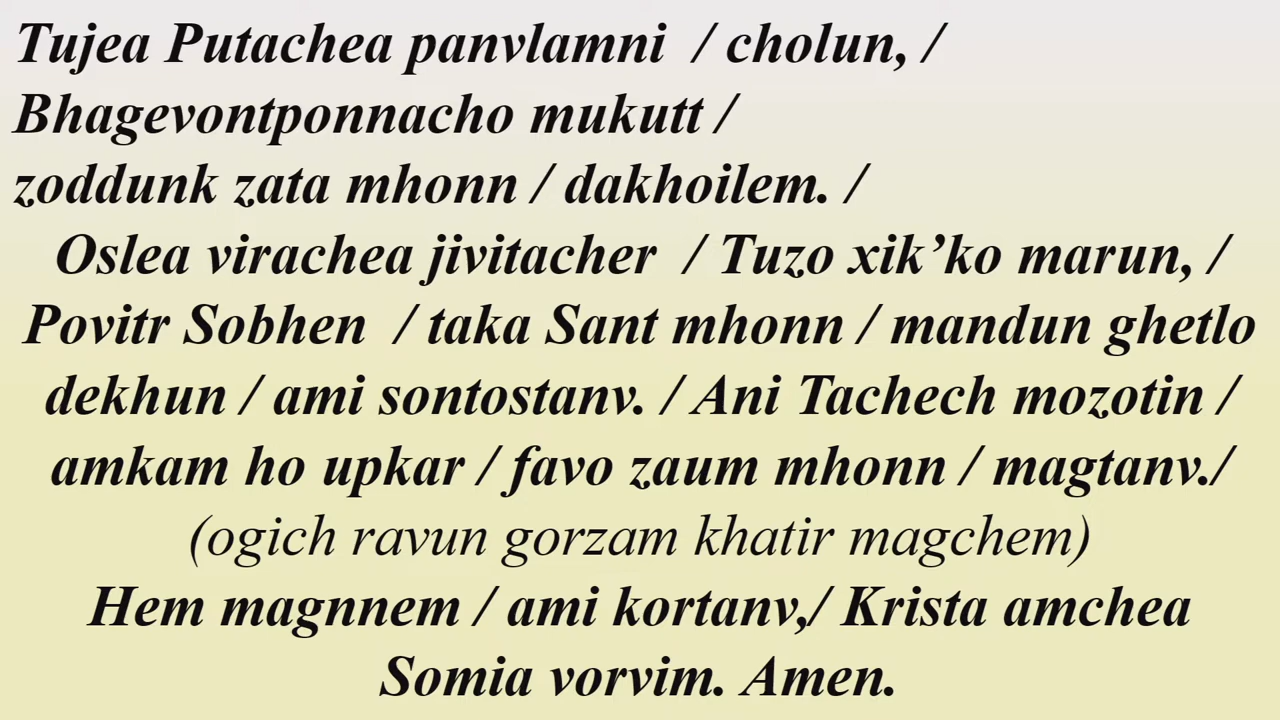 Tujea Putachea panvlamni / cholun, /
Bhagevontponnacho mukutt /
zoddunk zata mhonn / dakhoilem. /
Oslea virachea jivitacher / Tuzo xik’ko marun, /
Povitr Sobhen / taka Sant mhonn / mandun ghetlo
dekhun / ami sontostanv. / Ani Tachech mozotin /
amkam ho upkar / favo zaum mhonn / magtanv./
(ogich ravun gorzam khatir magchem)
Hem magnnem / ami kortanv,/ Krista amchea
Somia vorvim. Amen.